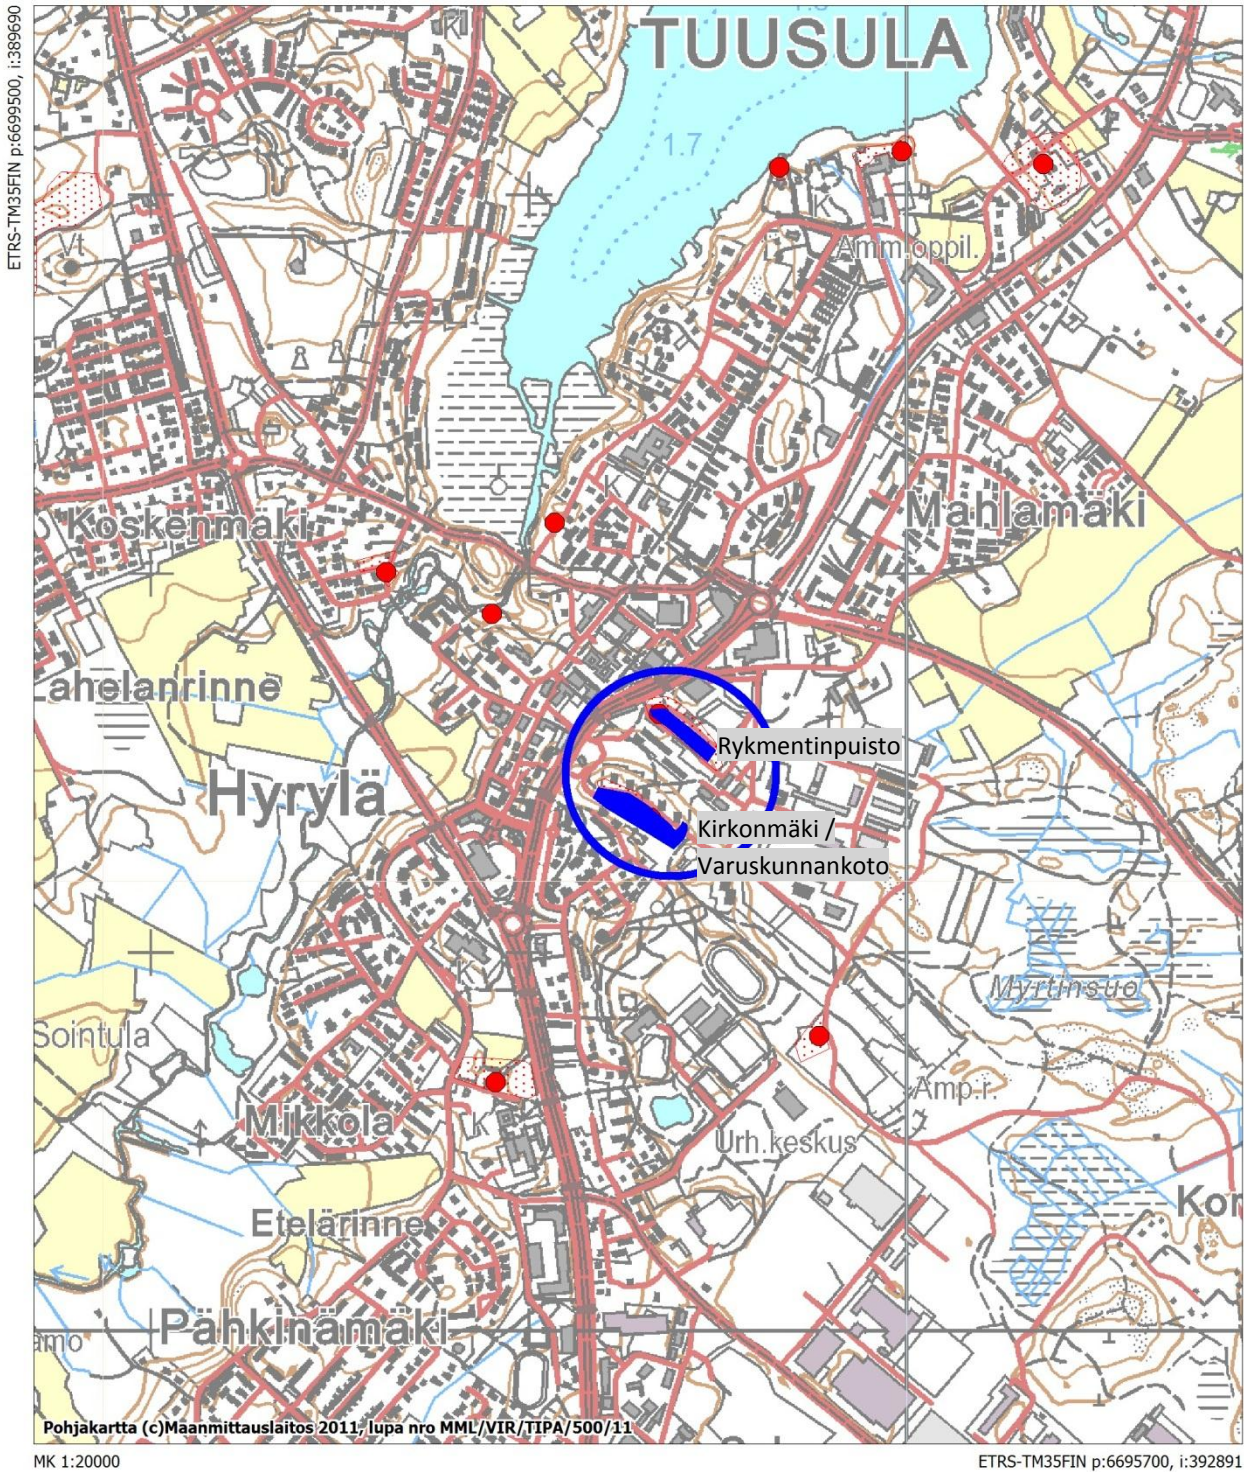 ETRS-TM35FIN p:6699500, i:389690
TUUSULA
1.7
K
Vt
Amm.oppil.
K
Koskenmäki
Mahlamäki
Lahelanrinne
Rykmentinpuisto
Hyrylä
Kirkonmäki /
Varuskunnankoto
K
Myrtinsuo
Sointula
Amp.r.
Mikkola
K
Urh.keskus
Kor
Etelärinne
Pähkinämäki
amo
Pohjakartta (c)Maanmittauslaitos 2011, lupa nro MML/VIR/TIPA/500/11
MK 1:20000
ETRS-TM35FIN p:6695700, i:392891